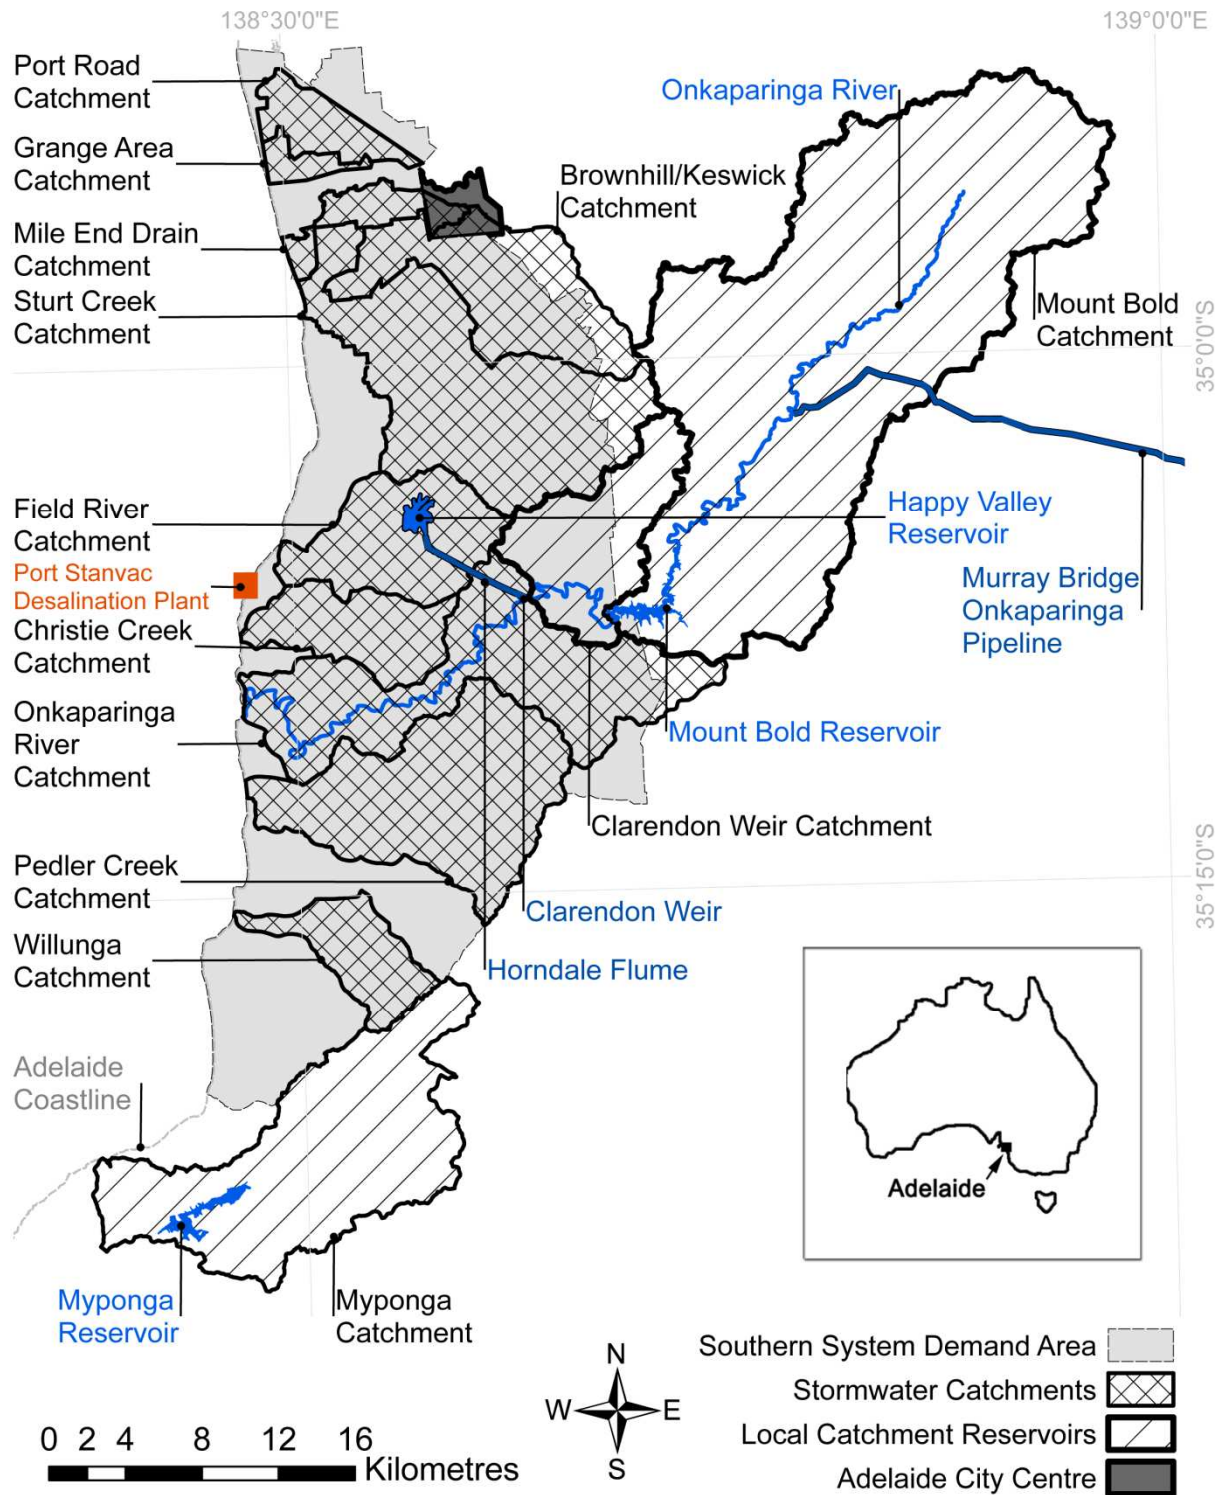 138°30'0"E
139°0'0"E
Port Road
Catchment
Onkaparinga River
Grange Area
Catchment
Brownhill/Keswick
Catchment
Mile End Drain
Catchment
Sturt Creek
Catchment
Mount Bold
Catchment
35°0'0"S
Field River
Catchment
Happy Valley
Reservoir
Port Stanvac
Desalination Plant
Murray Bridge
Onkaparinga
Pipeline
Christie Creek
Catchment
Onkaparinga
River
Catchment
Mount Bold Reservoir
Clarendon Weir Catchment
Pedler Creek
Catchment
35°15'0"S
Clarendon Weir
Willunga
Catchment
Horndale Flume
Adelaide
Coastline
Adelaide
Myponga
Reservoir
Myponga
Catchment
Southern System Demand Area
Stormwater Catchments
Local Catchment Reservoirs
Adelaide City Centre
N
W E
S
0 2 4 8 12 16
Kilometres